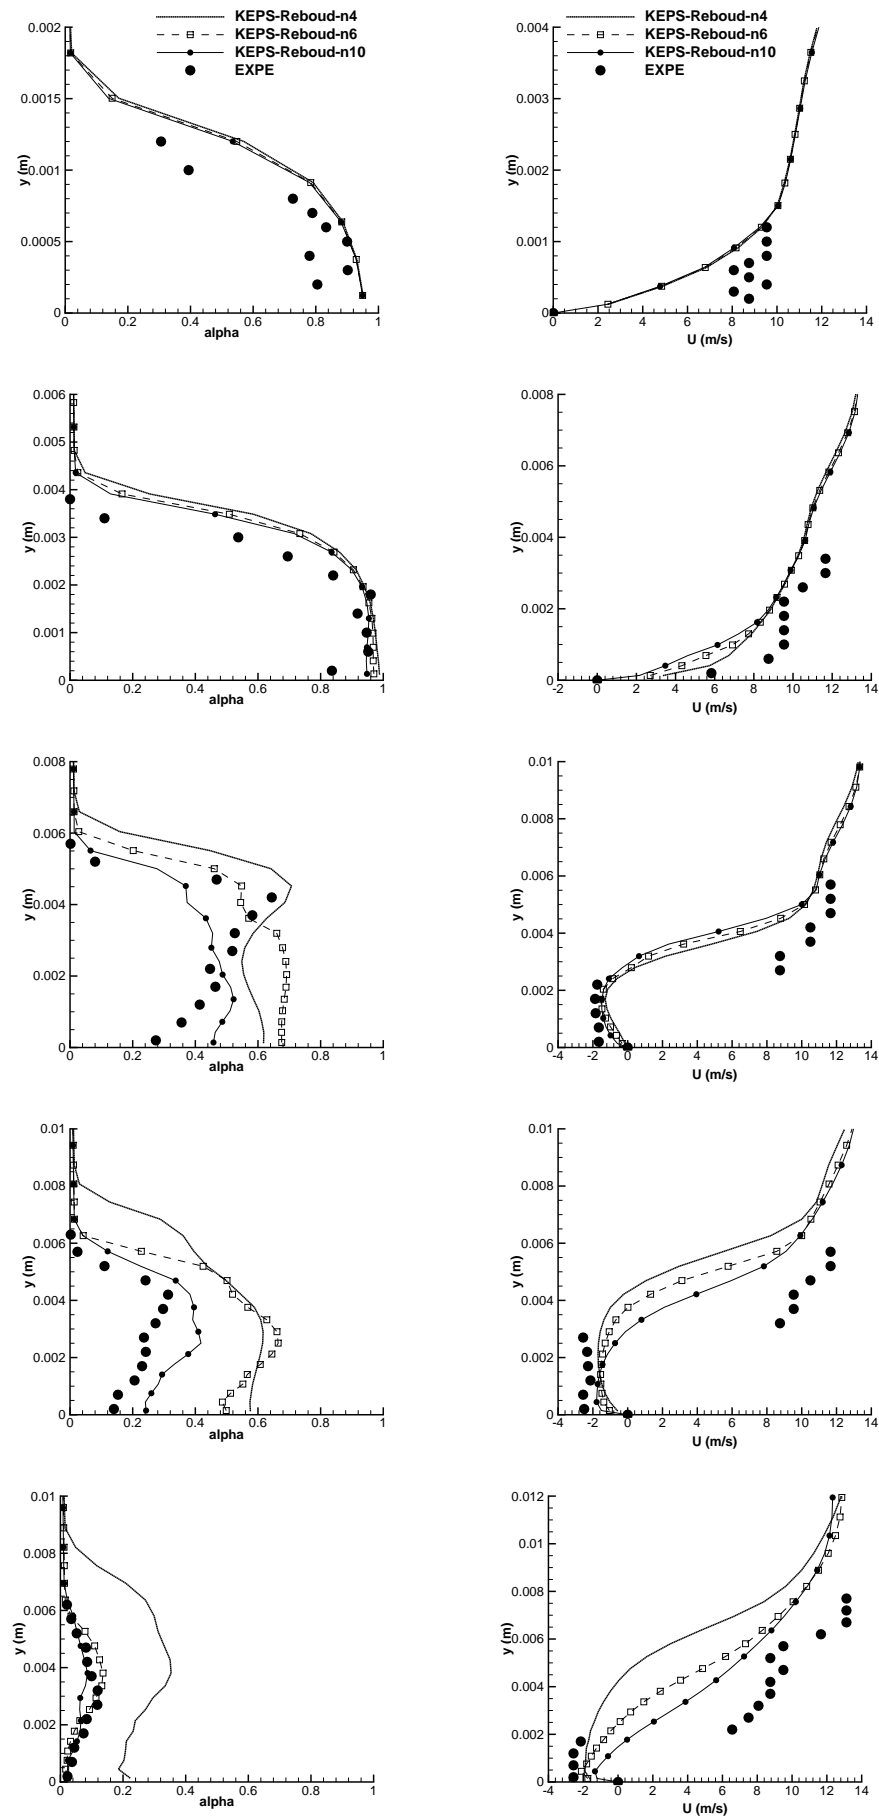 KEPS-Reboud-n4
KEPS-Reboud-n6
KEPS-Reboud-n10
EXPE
y (m)
0.002
0.0015
0.001
0.0005
0
0 0.2 0.4 0.6 0.8 1
alpha
KEPS-Reboud-n4
KEPS-Reboud-n6
KEPS-Reboud-n10
EXPE
y (m)
0.004
0.003
0.002
0.001
0
0 2 4 6 8 10 12 14
U (m/s)
y (m)
0.006
0.005
0.004
0.003
0.002
0.001
0
0 0.2 0.4 0.6 0.8 1
alpha
y (m)
0.008
0.006
0.004
0.002
0
-2 0 2 4 6 8 10 12 14
U (m/s)
y (m)
0.008
0.006
0.004
0.002
0
0 0.2 0.4 0.6 0.8 1
alpha
y (m)
0.01
0.008
0.006
0.004
0.002
0
-4 -2 0 2 4 6 8 10 12 14
U (m/s)
y (m)
0.01
0.008
0.006
0.004
0.002
0
0 0.2 0.4 0.6 0.8 1
alpha
y (m)
0.01
0.008
0.006
0.004
0.002
0
-4 -2 0 2 4 6 8 10 12 14
U (m/s)
y (m)
0.01
0.008
0.006
0.004
0.002
0
0 0.2 0.4 0.6 0.8 1
alpha
y (m)
0.012
0.01
0.008
0.006
0.004
0.002
0
-4 -2 0 2 4 6 8 10 12 14
U (m/s)